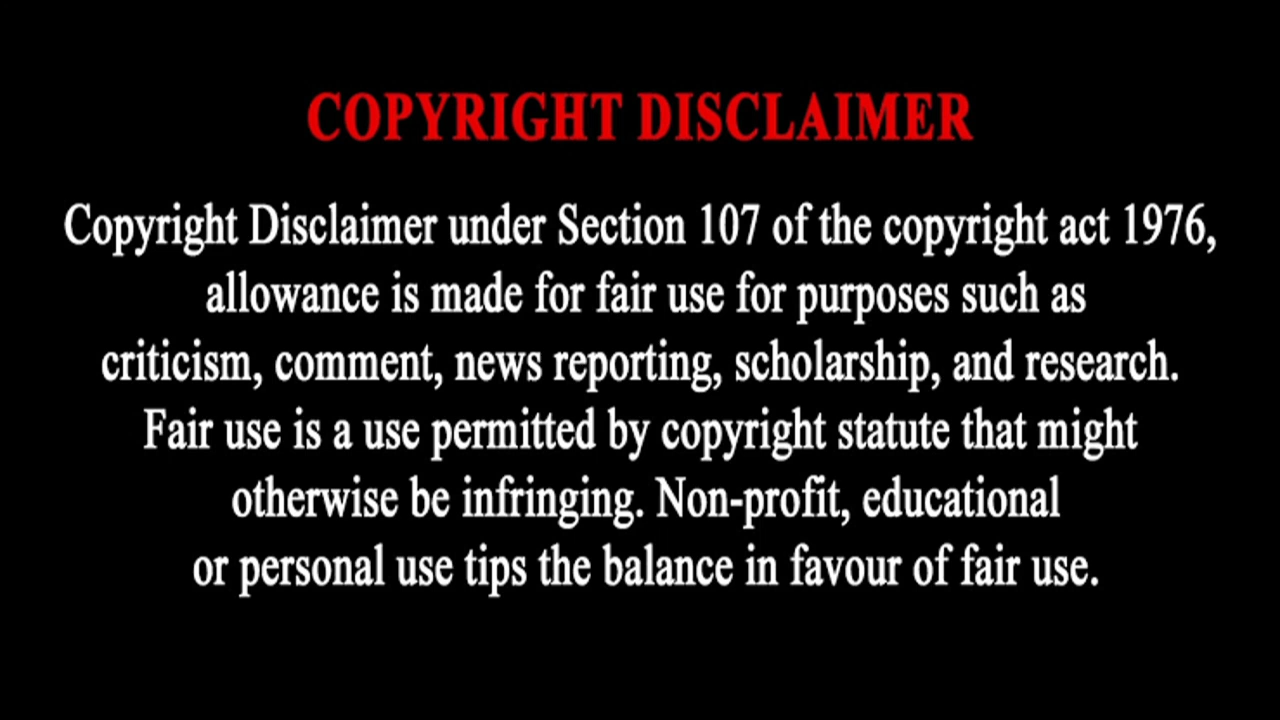 COPYRIGHT DISCLAIMER
Copyright Disclaimer under Section 107 of the copyright act 1976,
allowance is made for fair use for purposes such as
criticism, comment, news reporting, scholarship, and research.
Fair use is a use permitted by copyright statute that might
otherwise be infringing. Non-profit, educational
or personal use tips the balance in favour of fair use.